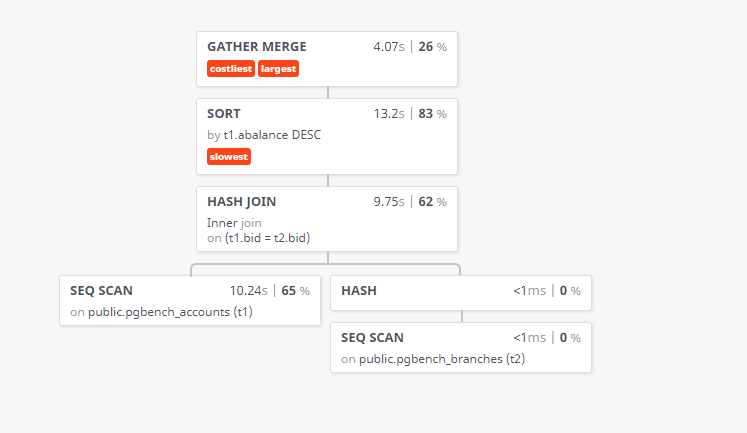 GATHER MERGE 4.07s | 26 %
costliest largest
SORT 13.2s | 83 %
by t1.abalance DESC
slowest
HASH JOIN 9.75s | 62 %
Inner join
on (t1.bid = t2.bid)
SEQ SCAN 10.24s | 65 %
on public.pgbench_accounts (t1)
HASH <1ms | 0 %
SEQ SCAN <1ms | 0 %
on public.pgbench_branches (t2)